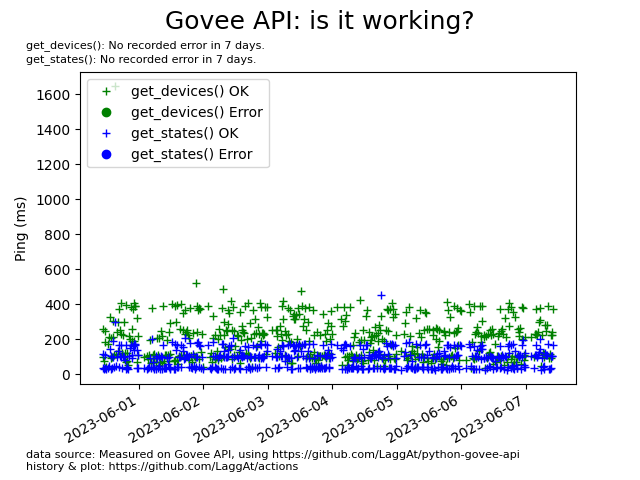 Govee API: is it working?
get_devices(): No recorded error in 7 days.
get_states(): No recorded error in 7 days.
get_devices() OK
get_devices() Error
get_states() OK
get_states() Error
Ping (ms)
1600
1400
1200
1000
800
600
400
200
0
2023-06-01
2023-06-02
2023-06-03
2023-06-04
2023-06-05
2023-06-06
2023-06-07
data source: Measured on Govee API, using https://github.com/LaggAt/python-govee-api
history & plot: https://github.com/LaggAt/actions